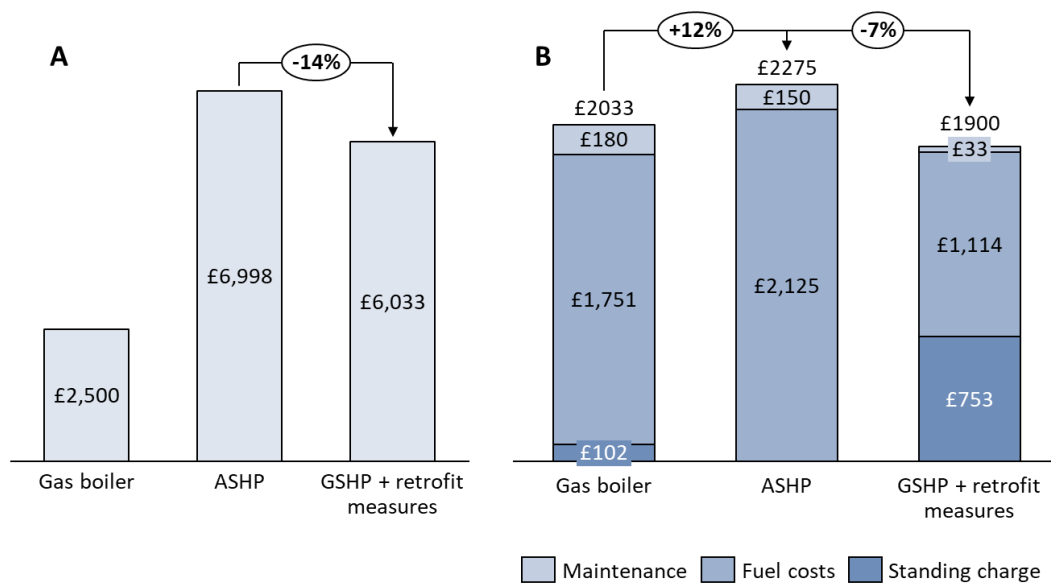 A
-14%
£6,998
£6,033
£2,500
Gas boiler
ASHP
GSHP + retrofit
measures
B
+12%
-7%
£2033
£2275
£1900
£180
£150
£33
£1,751
£2,125
£1,114
£102
£753
Gas boiler
ASHP
GSHP + retrofit
measures
Maintenance
Fuel costs
Standing charge